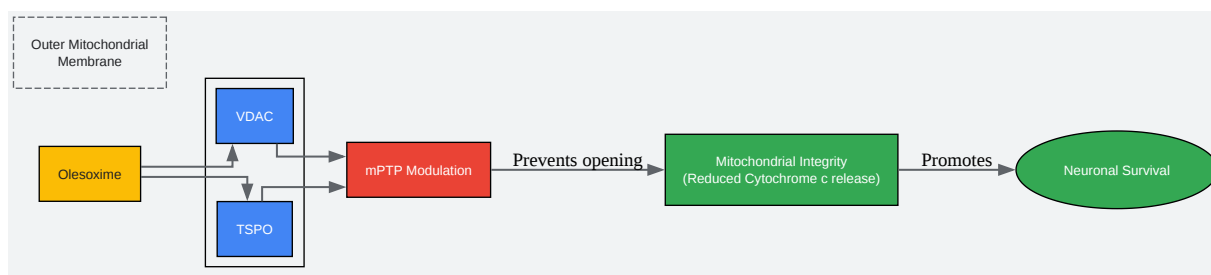 Outer Mitochondrial
Membrane
VDAC
Olesoxime
TSPO
mPTP Modulation
Prevents opening
Mitochondrial Integrity
(Reduced Cytochrome c release)
Promotes
Neuronal Survival